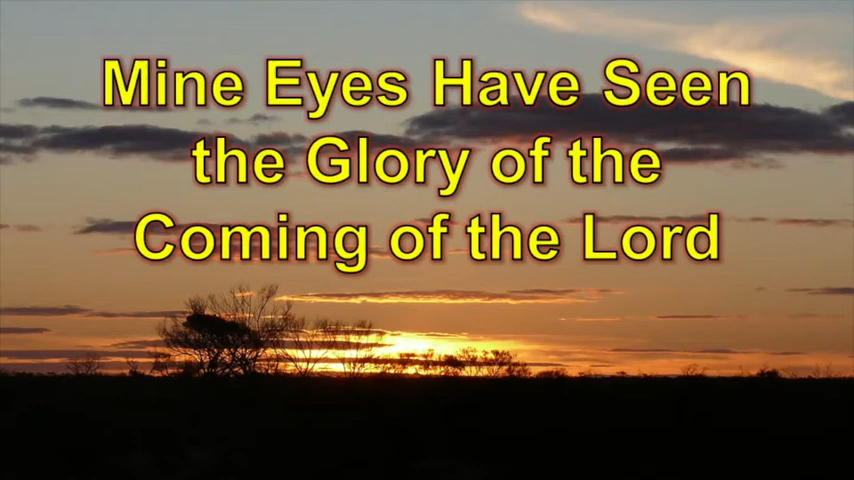 Mine Eyes Have Seen
the Glory of the
Coming of the Lord